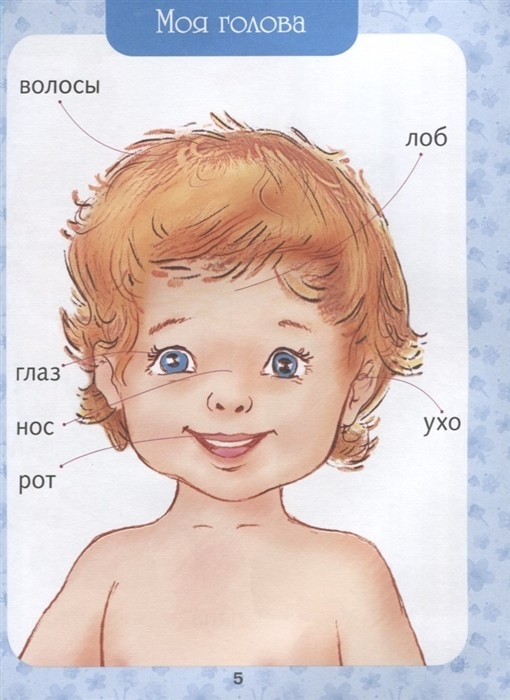 Моя голова
волосы
лоб
глаз
нос
ухо
рот
5